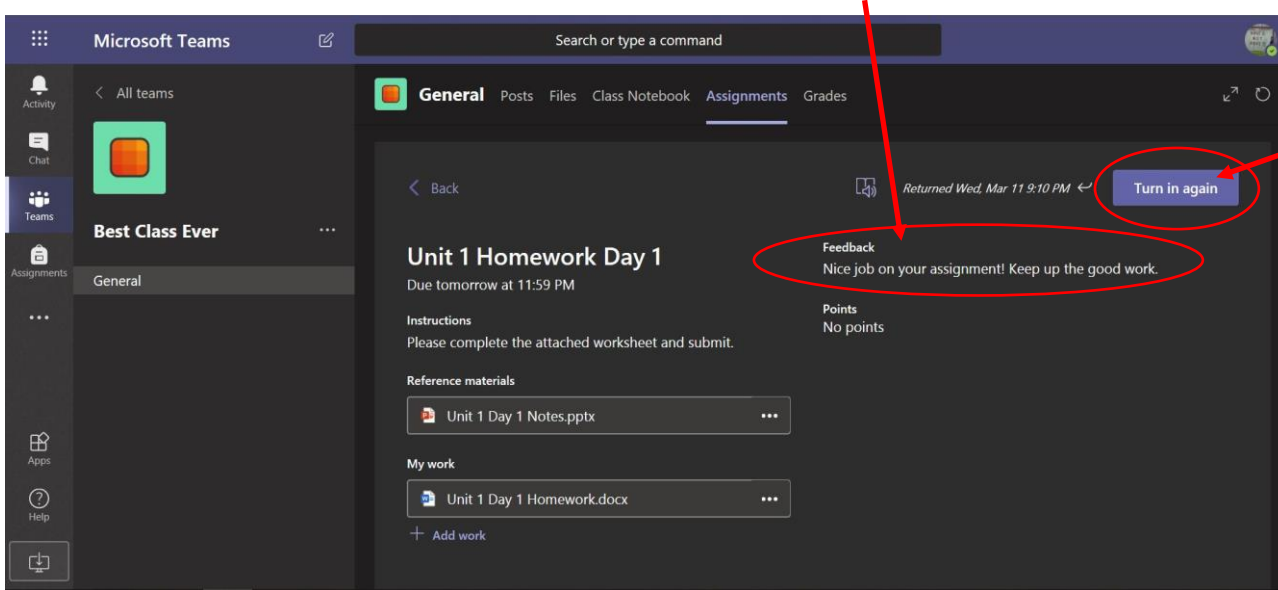 Microsoft Teams
Search or type a command
Activity
Chat
Teams
Assignments
Apps
Help
All teams
Best Class Ever
General
General Posts Files Class Notebook Assignments Grades
Back
Returned Wed, Mar 11 9:10 PM
Turn in again
Unit 1 Homework Day 1
Due tomorrow at 11:59 PM
Instructions
Please complete the attached worksheet and submit.
Reference materials
Unit 1 Day 1 Notes.pptx
My work
Unit 1 Day 1 Homework.docx
+ Add work
Feedback
Nice job on your assignment! Keep up the good work.
Points
No points